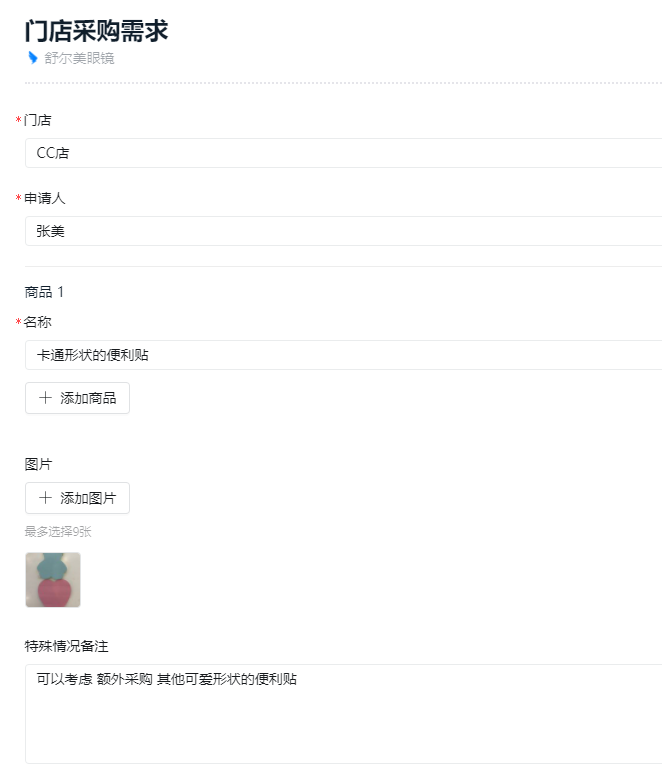 门店采购需求
舒尔美眼镜
*门店
CC店
*申请人
张美
商品 1
*名称
卡通形状的便利贴
添加商品
图片
添加图片
最多选择9张
特殊情况备注
可以考虑 额外采购 其他可爱形状的便利贴